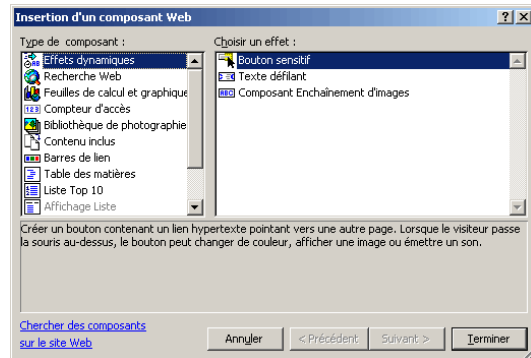 Insertion d'un composant Web
Type de composant :
Effets dynamiques
Recherche Web
Feuilles de calcul et graphique
Compteur d'accès
Bibliothèque de photographie
Contenu inclus
Barres de lien
Table des matières
Liste Top 10
Affichage Liste
Choisir un effet :
Bouton sensitif
Texte défilant
Composant Enchaînement d'images
Créer un bouton contenant un lien hypertexte pointant vers une autre page. Lorsque le visiteur passe
la souris au-dessus, le bouton peut changer de couleur, afficher une image ou émettre un son.
Chercher des composants
sur le site Web
Annuler
< Précédent
Suivant >
Terminer